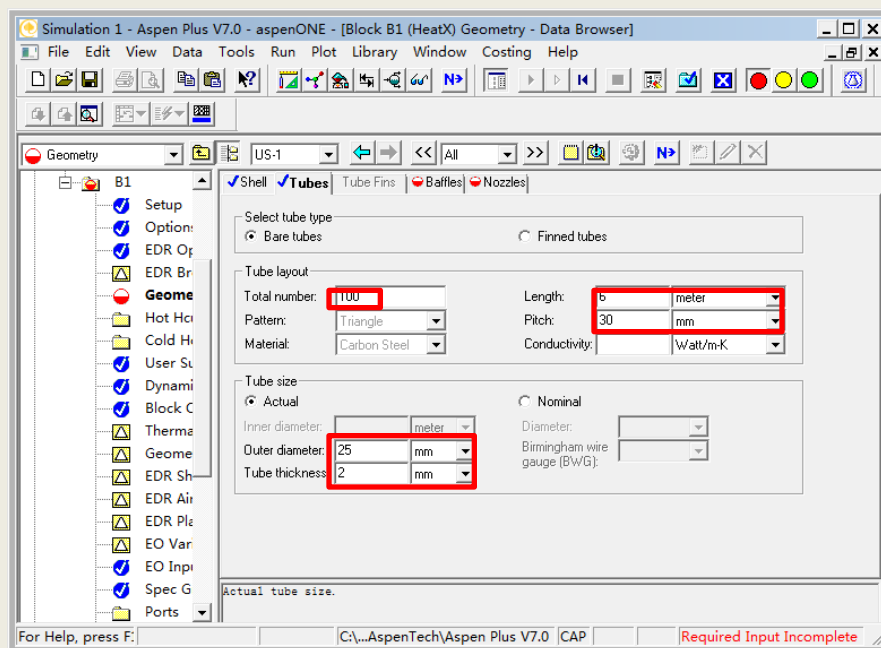 Simulation 1 - Aspen Plus V7.0 - aspenONE - [Block B1 (HeatX) Geometry - Data Browser]
File Edit View Data Tools Run Plot Library Window Costing Help
N»
Geometry US-1 << All >> N»
B1
Setup
Option:
EDR Op
EDR Br
Geome
Hot Ho
Cold H
User Su
Dynami
Block C
Therma
Geome
EDR Sh
EDR Air
EDR Pla
EO Var
EO Inpu
Spec G
Ports
Shell Tubes Tube Fins Baffles Nozzles
Select tube type
Bare tubes Finned tubes
Tube layout
Total number: 100 Length: 6 meter
Pattern: Triangle Pitch: 30 mm
Material: Carbon Steel Conductivity: Watt/m-K
Tube size
Actual Nominal
Inner diameter: meter Diameter:
Outer diameter: 25 mm Birmingham wire
gauge (BWG):
Tube thickness 2 mm
Actual tube size.
For Help, press F: C:\...AspenTech\Aspen Plus V7.0 CAP Required Input Incomplete